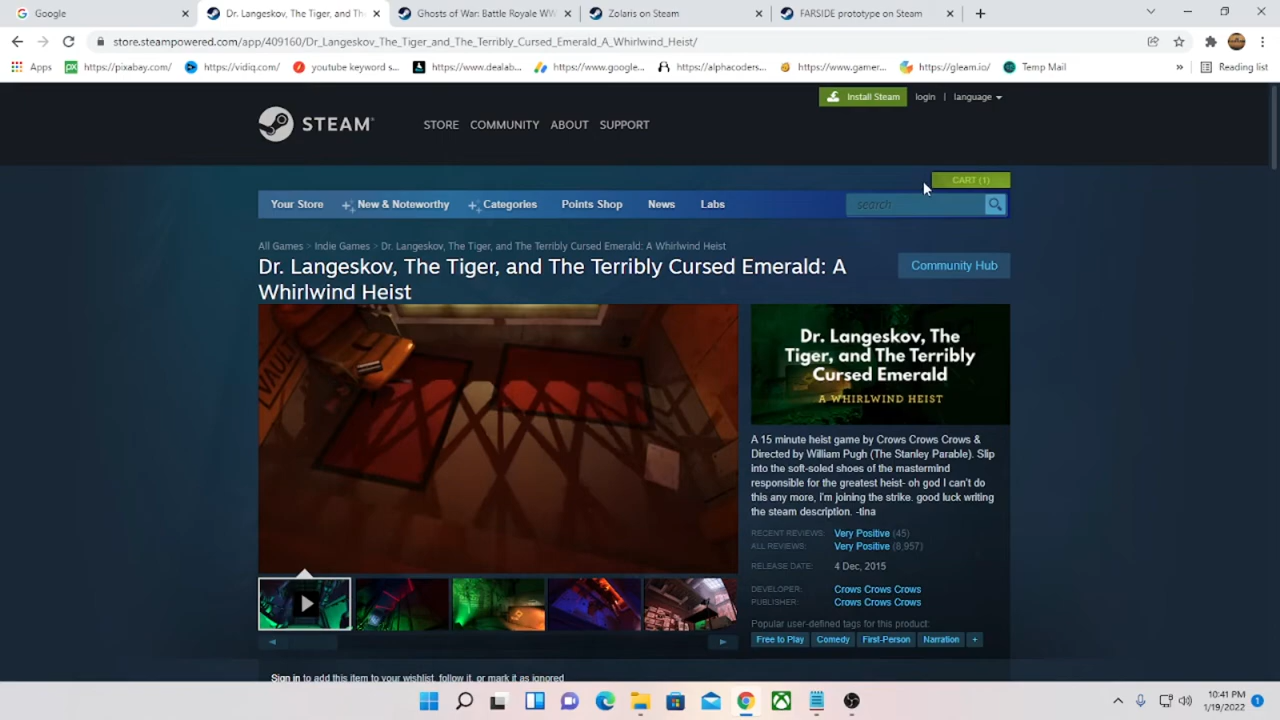 Google
Dr. Langeskov, The Tiger, and Th
Ghosts of War: Battle Royale WW
Zolaris on Steam
FARSIDE prototype on Steam
store.steampowered.com/app/409160/Dr_Langeskov_The_Tiger_and_The_Terribly_Cursed_Emerald_A_Whirlwind_Heist/
Apps
https://pixabay.com/
https://vidiq.com/
youtube keyword s...
https://www.dealab...
https://www.google...
https://alphacoders...
https://www.gamer...
https://gleam.io/
Temp Mail
»
Reading list
Install Steam
login | language
STEAM
STORE COMMUNITY ABOUT SUPPORT
CART (1)
Your Store
New & Noteworthy
Categories
Points Shop
News
Labs
search
All Games > Indie Games > Dr. Langeskov, The Tiger, and The Terribly Cursed Emerald: A Whirlwind Heist
Dr. Langeskov, The Tiger, and The Terribly Cursed Emerald: A
Whirlwind Heist
Community Hub
VAULT
Dr. Langeskov, The
Tiger, and The Terribly
Cursed Emerald
A WHIRLWIND HEIST
A 15 minute heist game by Crows Crows Crows &
Directed by William Pugh (The Stanley Parable). Slip
into the soft-soled shoes of the mastermind
responsible for the greatest heist- oh god I can't do
this any more, I'm joining the strike. good luck writing
the steam description. -tina
RECENT REVIEWS: Very Positive (45)
ALL REVIEWS: Very Positive (8,957)
RELEASE DATE: 4 Dec, 2015
DEVELOPER: Crows Crows Crows
PUBLISHER: Crows Crows Crows
Popular user-defined tags for this product:
Free to Play
Comedy
First-Person
Narration
+
Sign in to add this item to your wishlist, follow it, or mark it as ignored
10:41 PM
1/19/2022
1